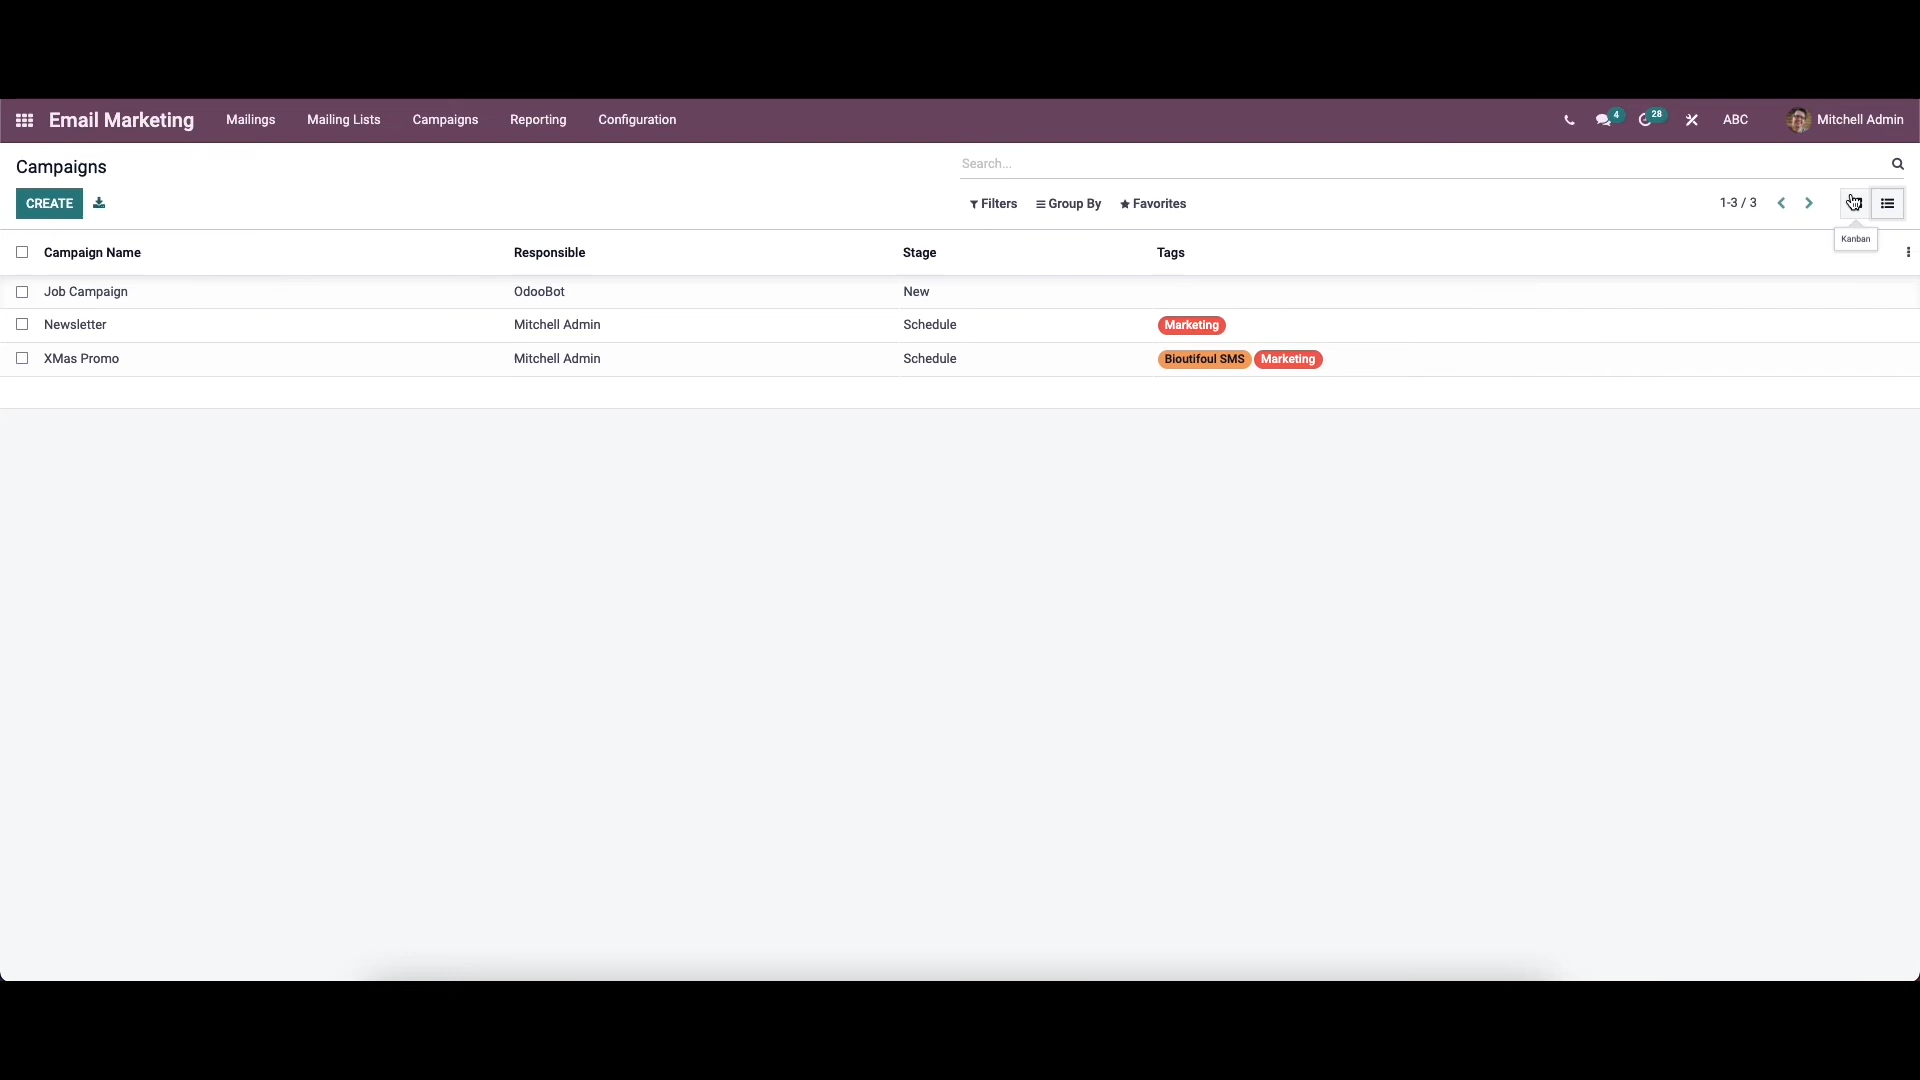 Email Marketing Mailings Mailing Lists Campaigns Reporting Configuration 4 28 ABC Mitchell Admin
Campaigns Search...
CREATE Filters Group By Favorites 1-3 / 3
Kanban
Campaign Name Responsible Stage Tags
Job Campaign OdooBot New
Newsletter Mitchell Admin Schedule Marketing
XMas Promo Mitchell Admin Schedule Bioutifoul SMS Marketing